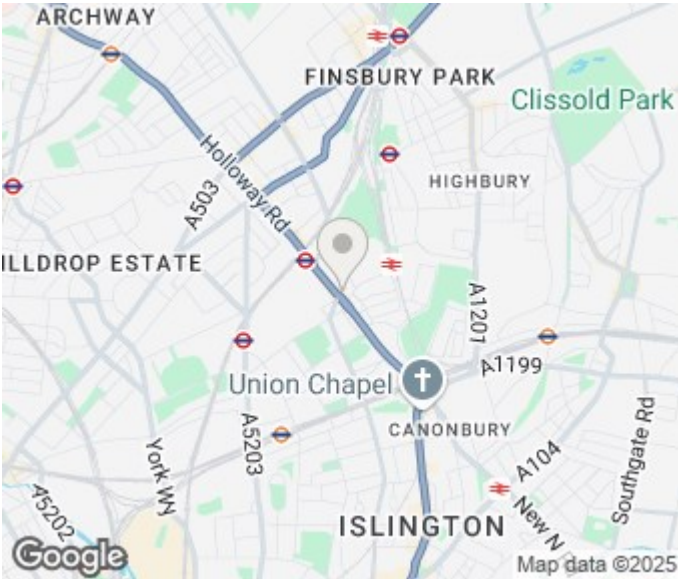 ARCHWAY
FINSBURY PARK
Clissold Park
Holloway Rd
HIGHBURY
A503
ILLDROP ESTATE
A1201
A1199
Union Chapel
CANONBURY
A5203
York WN
A104
Southgate Rd
A5202
New N
ISLINGTON
Google
Map data ©2025